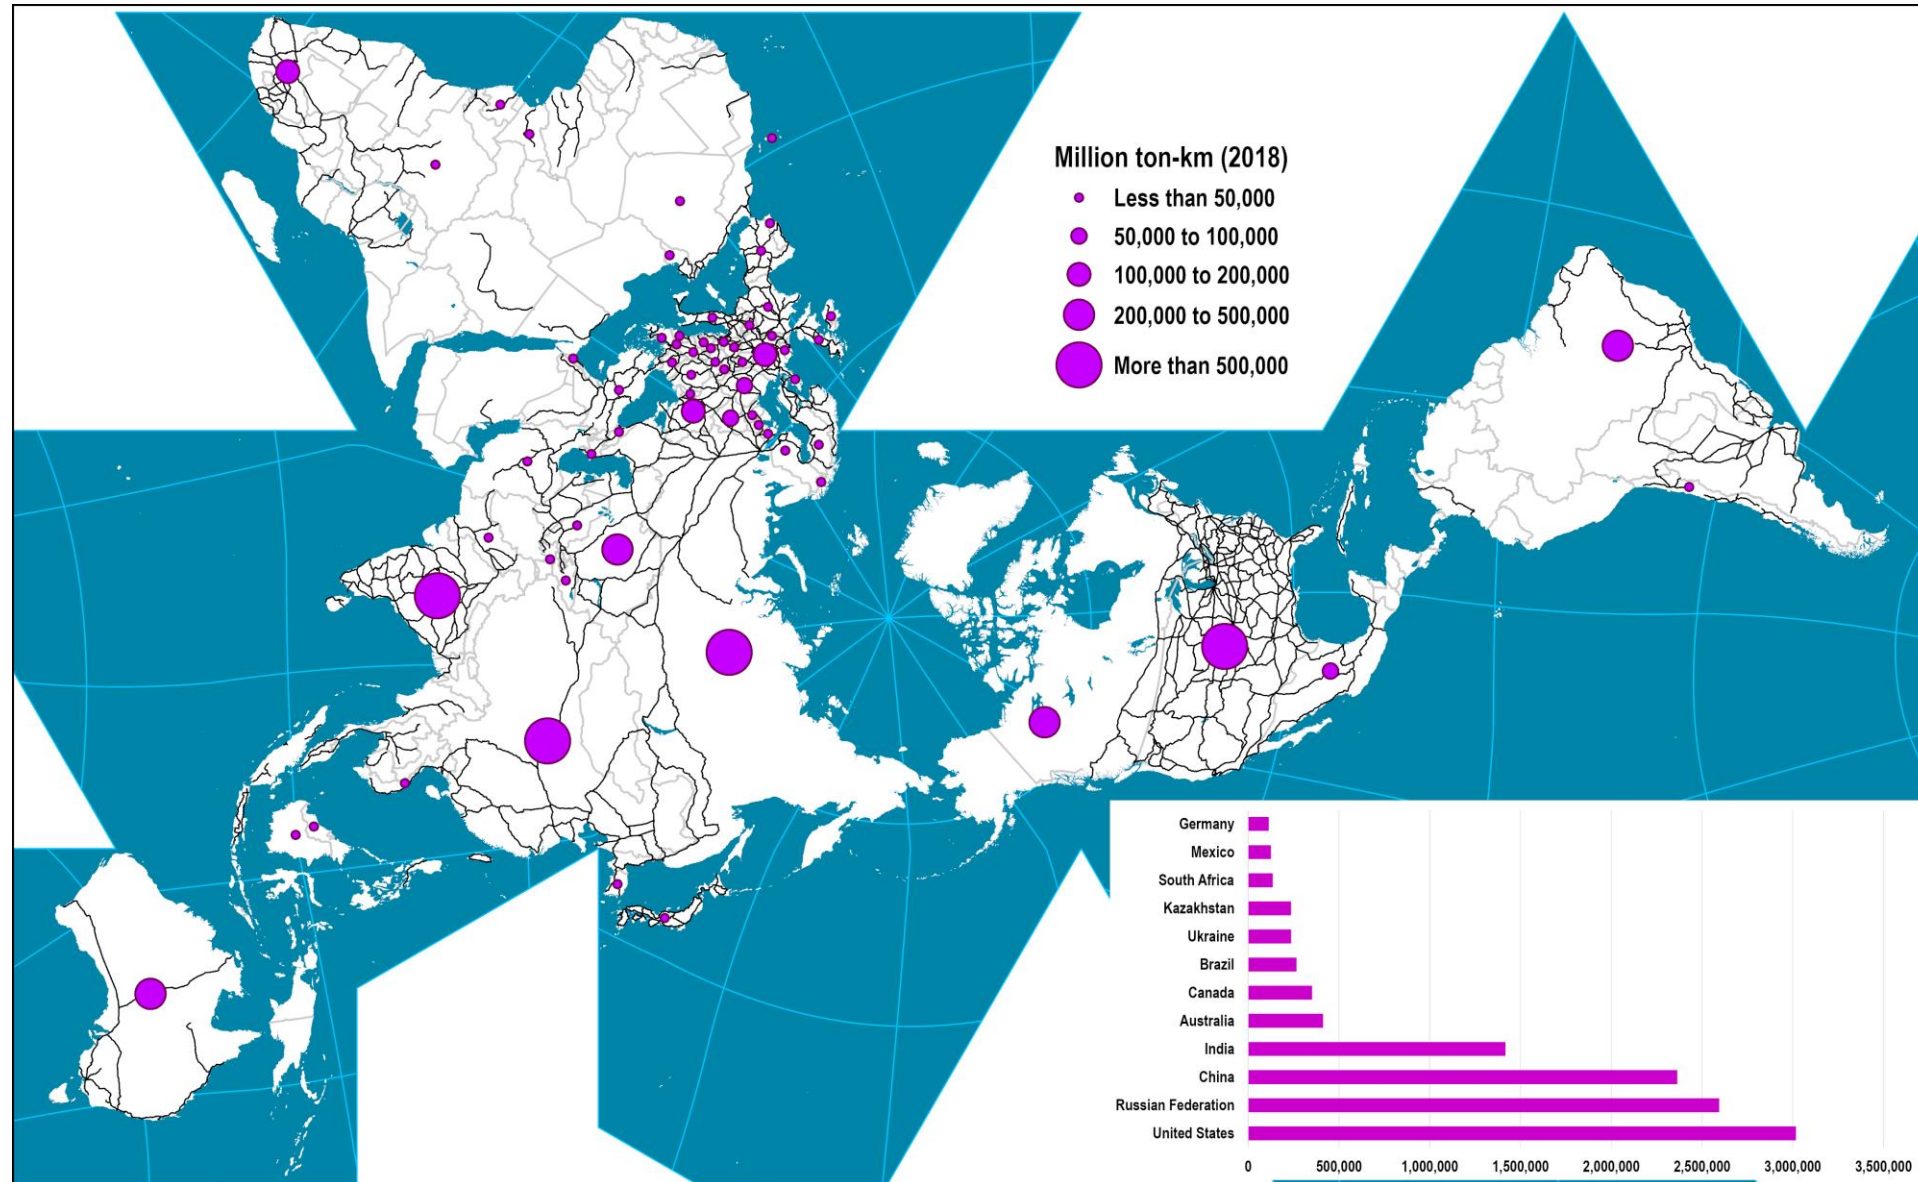 Million ton-km (2018)
Less than 50,000
50,000 to 100,000
100,000 to 200,000
200,000 to 500,000
More than 500,000
Germany
Mexico
South Africa
Kazakhstan
Ukraine
Brazil
Canada
Australia
India
China
Russian Federation
United States
0 500,000 1,000,000 1,500,000 2,000,000 2,500,000 3,000,000 3,500,000